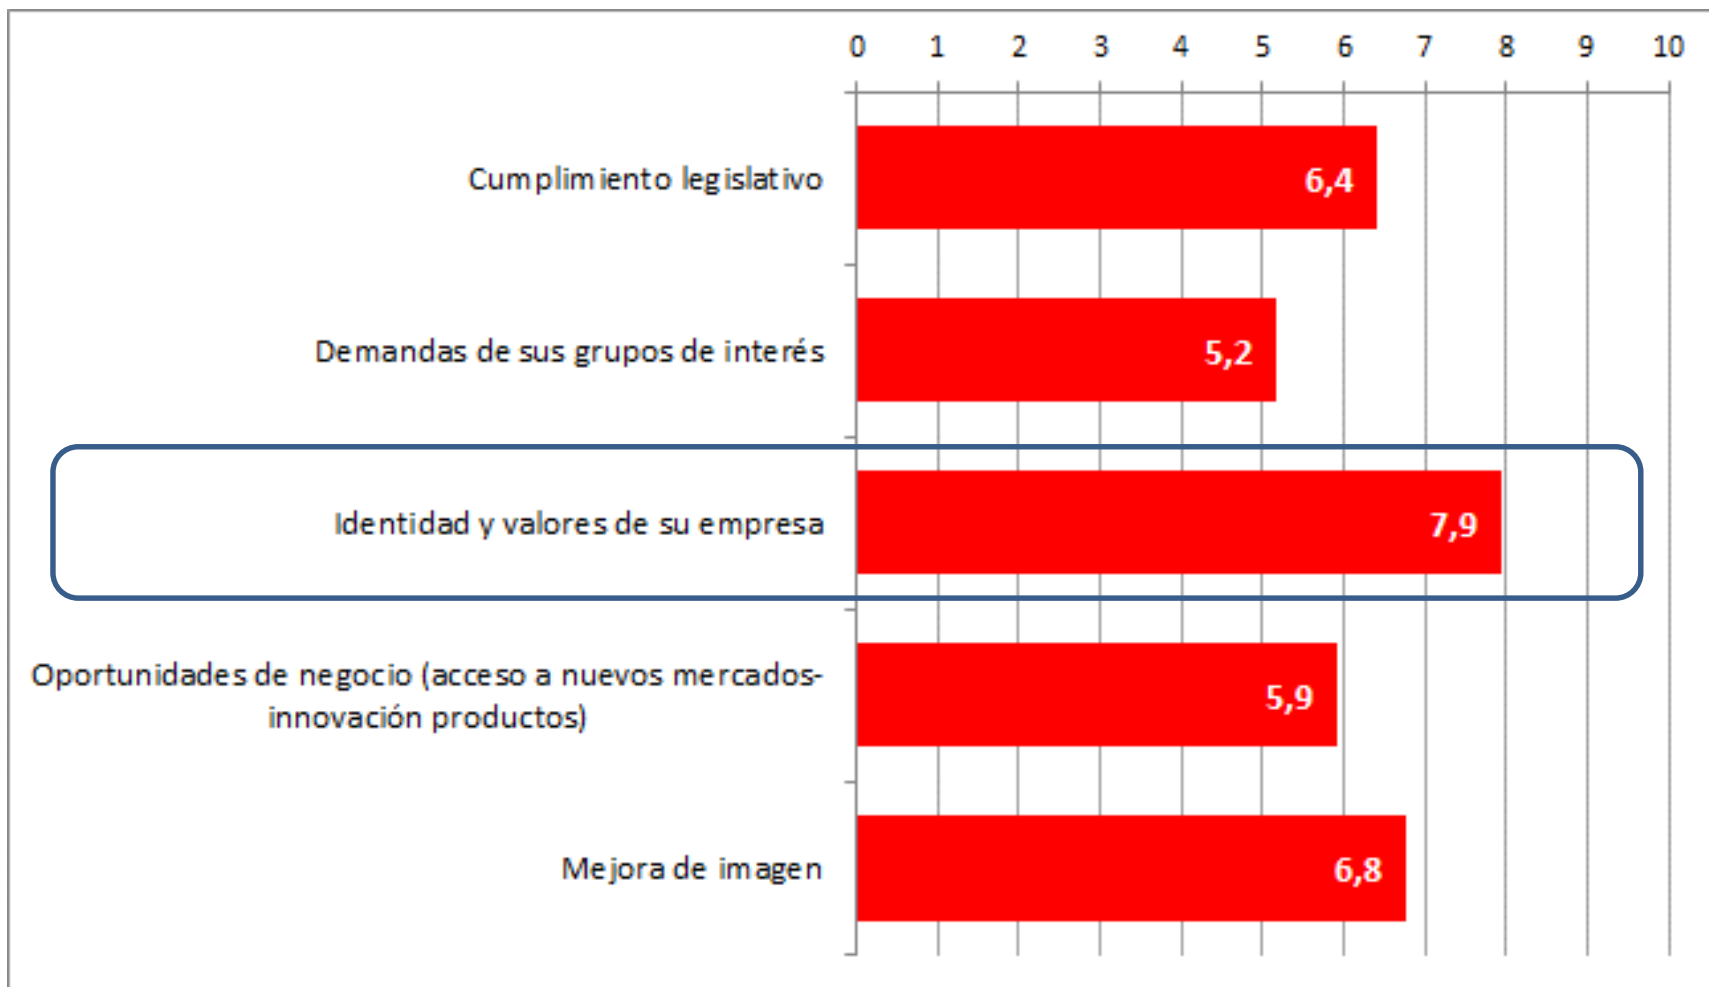 0 1 2 3 4 5 6 7 8 9 10
Cumplimiento legislativo
6,4
Demandas de sus grupos de interés
5,2
Identidad y valores de su empresa
7,9
Oportunidades de negocio (acceso a nuevos mercados-
innovación productos)
5,9
Mejora de imagen
6,8